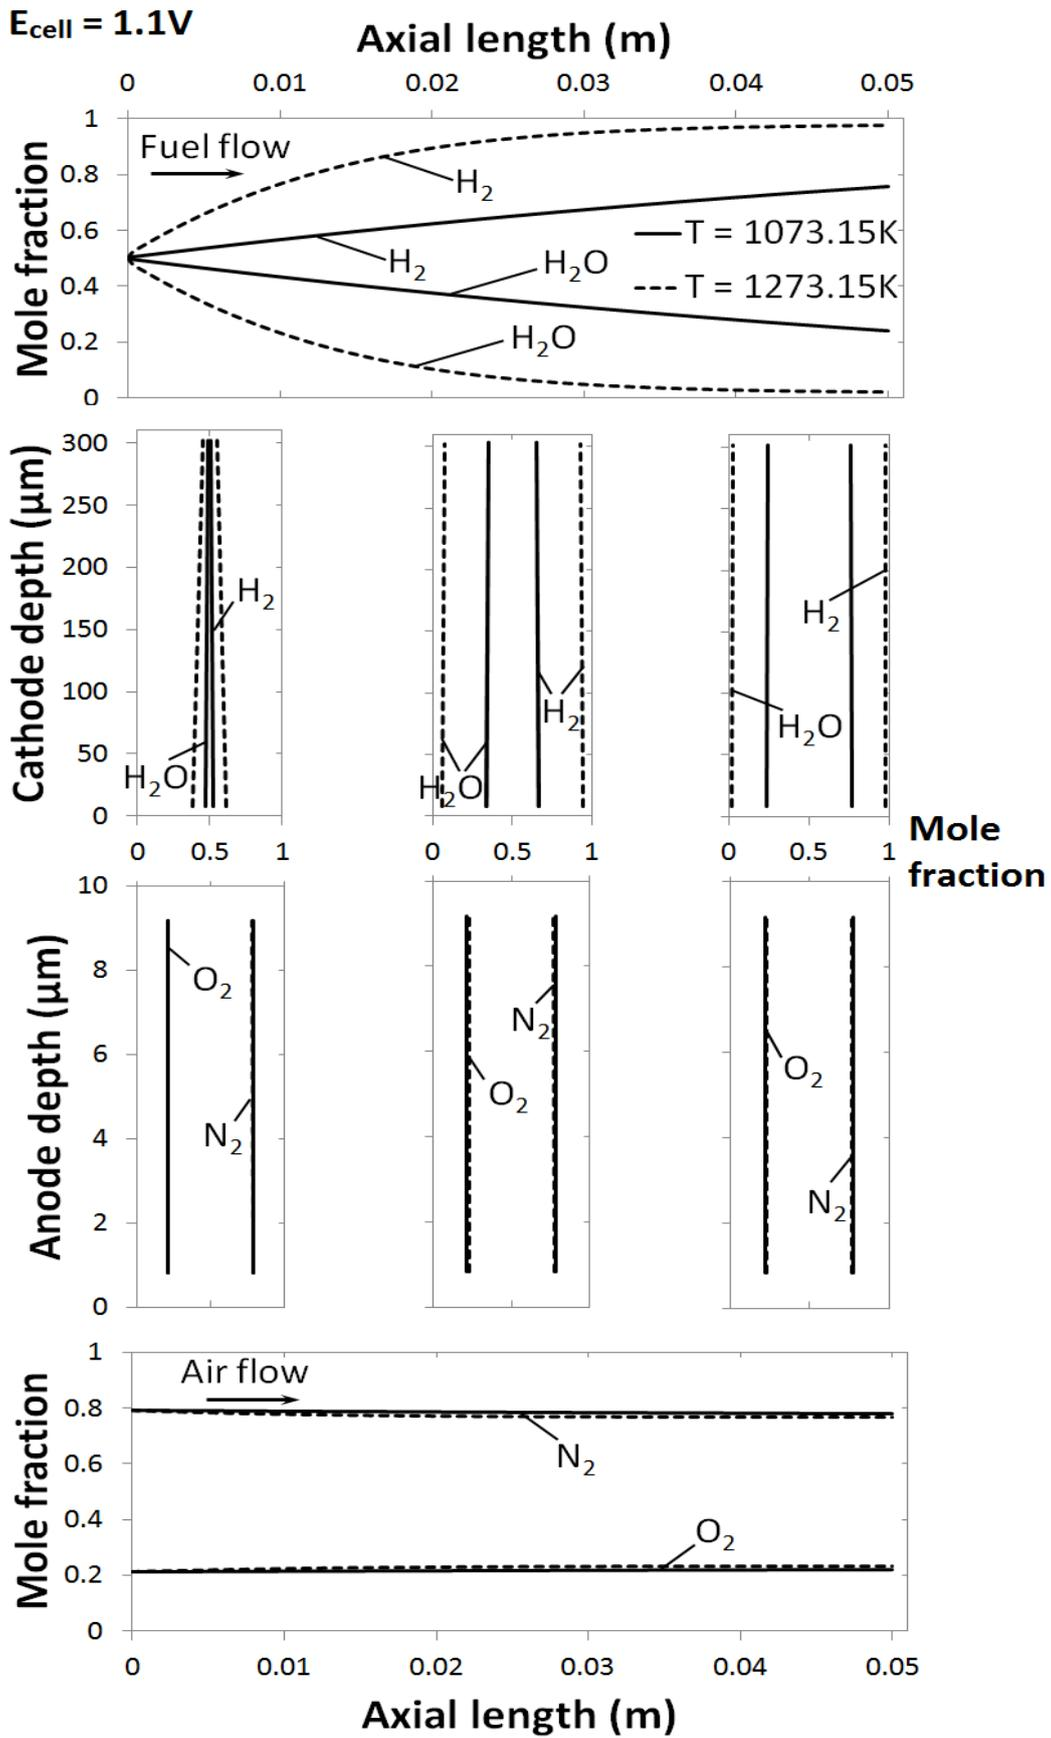 E_cell = 1.1V
Axial length (m)
0 0.01 0.02 0.03 0.04 0.05
Mole fraction
1
0.8
0.6
0.4
0.2
0
Fuel flow
H₂
T = 1073.15K
H₂
H₂O
T = 1273.15K
H₂O
Cathode depth (μm)
300
250
200
150
100
50
0
H₂
H₂O
H₂
H₂O
H₂
H₂O
0 0.5 1
0 0.5 1
0 0.5 1
Mole
fraction
Anode depth (μm)
10
8
6
4
2
0
O₂
N₂
N₂
O₂
O₂
N₂
Mole fraction
1
0.8
0.6
0.4
0.2
0
Air flow
N₂
O₂
0 0.01 0.02 0.03 0.04 0.05
Axial length (m)